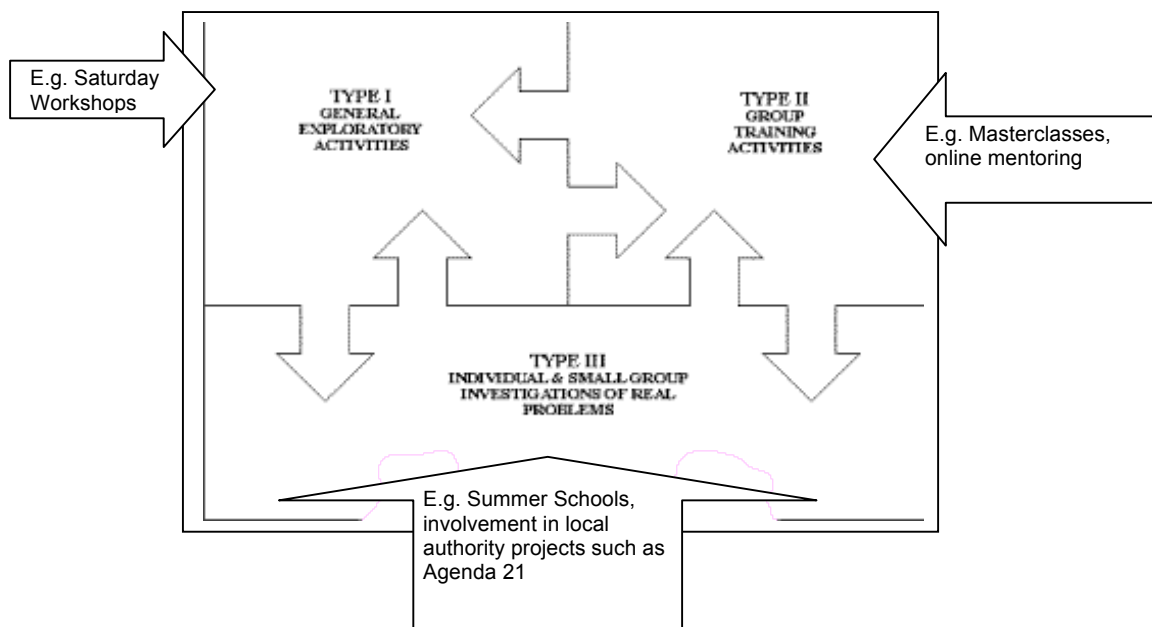 E.g. Saturday
Workshops
TYPE I
GENERAL
EXPLORATORY
ACTIVITIES
TYPE II
GROUP
TRAINING
ACTIVITIES
E.g. Masterclasses,
online mentoring
TYPE III
INDIVIDUAL & SMALL GROUP
INVESTIGATIONS OF REAL
PROBLEMS
E.g. Summer Schools,
involvement in local
authority projects such as
Agenda 21